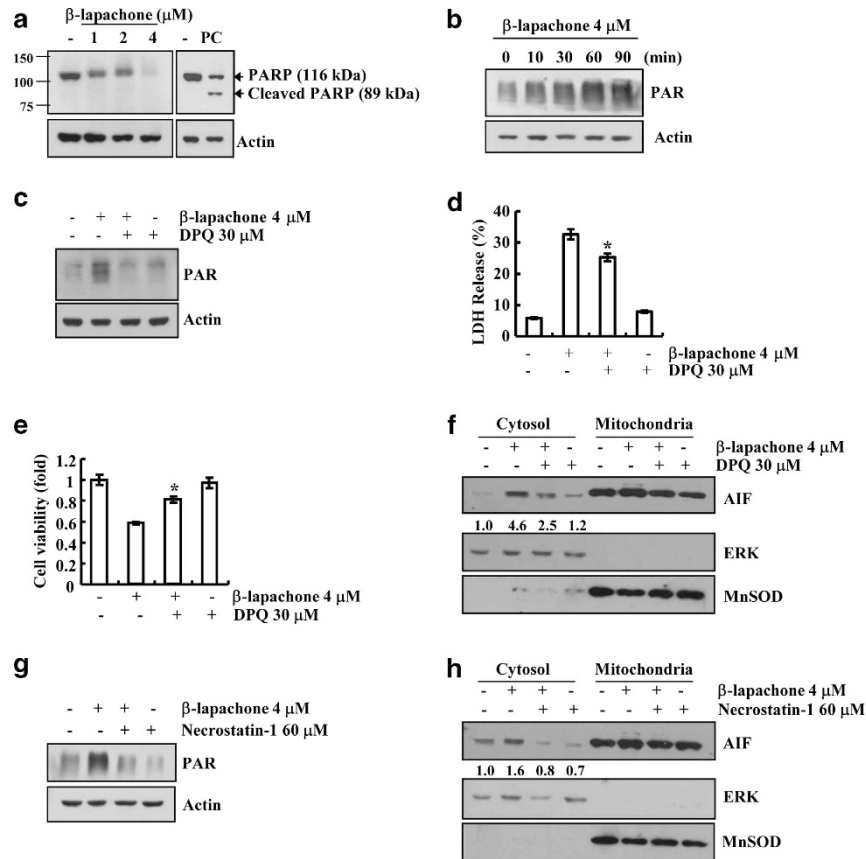 a
β-lapachone (μM)
- 1 2 4 - PC
150
100
75
PARP (116 kDa)
Cleaved PARP (89 kDa)
Actin
b
β-lapachone 4 μM
0 10 30 60 90 (min)
PAR
Actin
c
- + + - β-lapachone 4 μM
- - + + DPQ 30 μM
PAR
Actin
d
LDH Release (%)
40
30
20
10
0
*
- + + - β-lapachone 4 μM
- - + + DPQ 30 μM
e
Cell viability (fold)
1.2
1
0.8
0.6
0.4
0.2
0
*
- + + - β-lapachone 4 μM
- - + + DPQ 30 μM
f
Cytosol Mitochondria
- + + - - + + - β-lapachone 4 μM
- - + + - - + + DPQ 30 μM
AIF
1.0 4.6 2.5 1.2
ERK
MnSOD
g
- + + - β-lapachone 4 μM
- - + + Necrostatin-1 60 μM
PAR
Actin
h
Cytosol Mitochondria
- + + - - + + - β-lapachone 4 μM
- - + + - - + + Necrostatin-1 60 μM
AIF
1.0 1.6 0.8 0.7
ERK
MnSOD